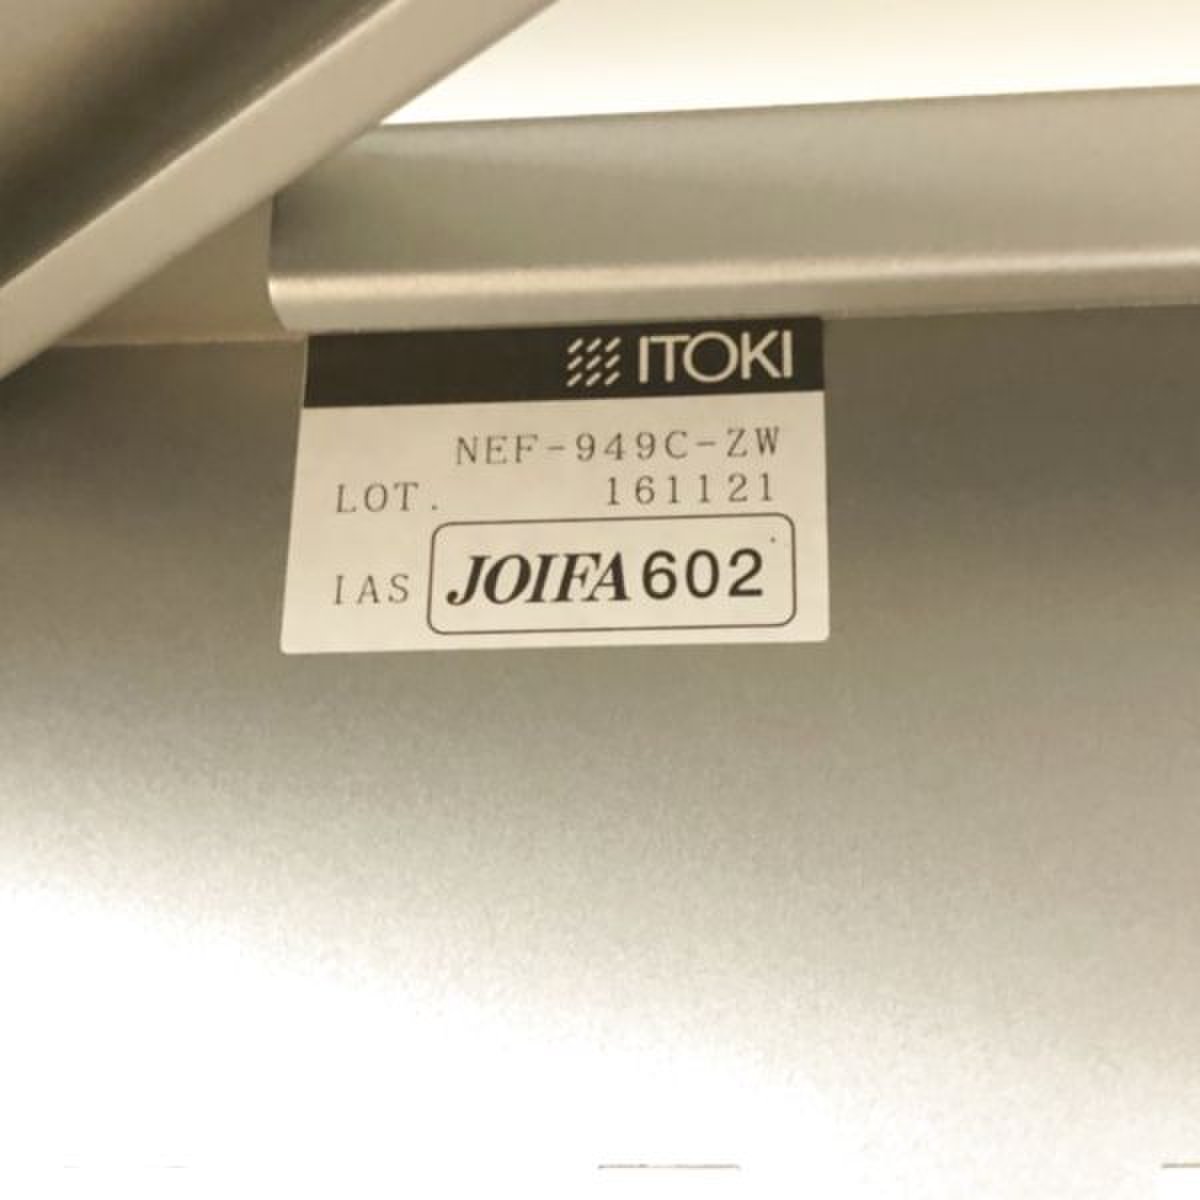 ITOKI
NEF-949C-ZW
LOT. 161121
IAS JOIFA602